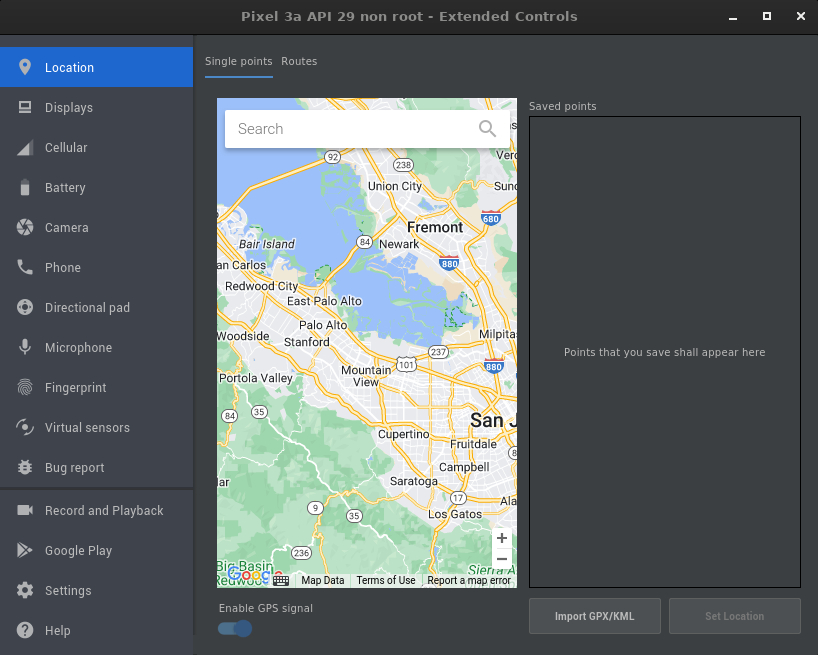 Pixel 3a API 29 non root - Extended Controls
Location
Displays
Cellular
Battery
Camera
Phone
Directional pad
Microphone
Fingerprint
Virtual sensors
Bug report
Record and Playback
Google Play
Settings
Help
Single points
Routes
Search
92
238
Union City
Fremont
680
84
Newark
Bair Island
880
an Carlos
Redwood City
East Palo Alto
Palo Alto
Woodside
Stanford
Milpita
237
101
880
Mountain
View
Portola Valley
84
35
San J
Cupertino
Fruitdale
Campbell
Saratoga
17
9
35
Los Gatos
236
Big Basin
Redwoo
Sierra A
Google
Map Data
Terms of Use
Report a map error
Enable GPS signal
Saved points
Points that you save shall appear here
Import GPX/KML
Set Location